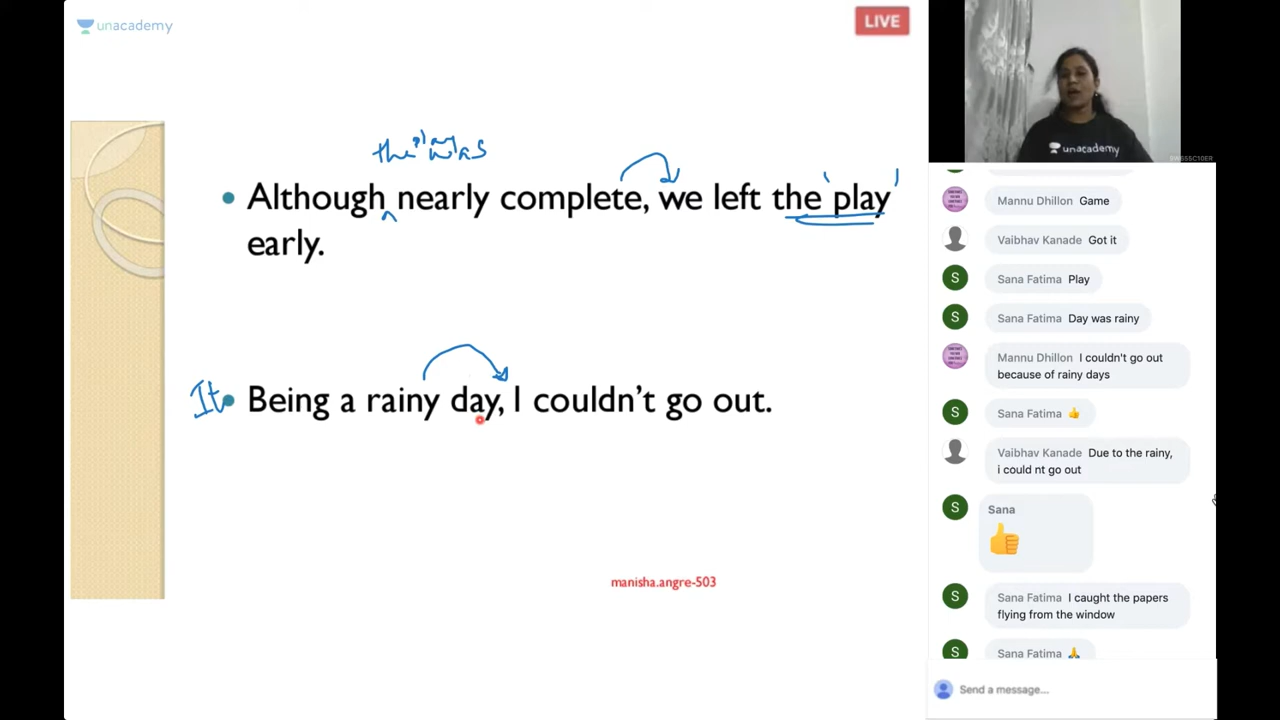 unacademy
LIVE
the play was
Although nearly complete, we left the 'play'
early.
It
Being a rainy day, I couldn't go out.
manisha.angre-503
unacademy
Mannu Dhillon Game
Vaibhav Kanade Got it
S Sana Fatima Play
S Sana Fatima Day was rainy
Mannu Dhillon I couldn't go out
because of rainy days
S Sana Fatima 👍
Vaibhav Kanade Due to the rainy,
i could nt go out
S Sana
👍
S Sana Fatima I caught the papers
flying from the window
S Sana Fatima 🙏
Send a message...